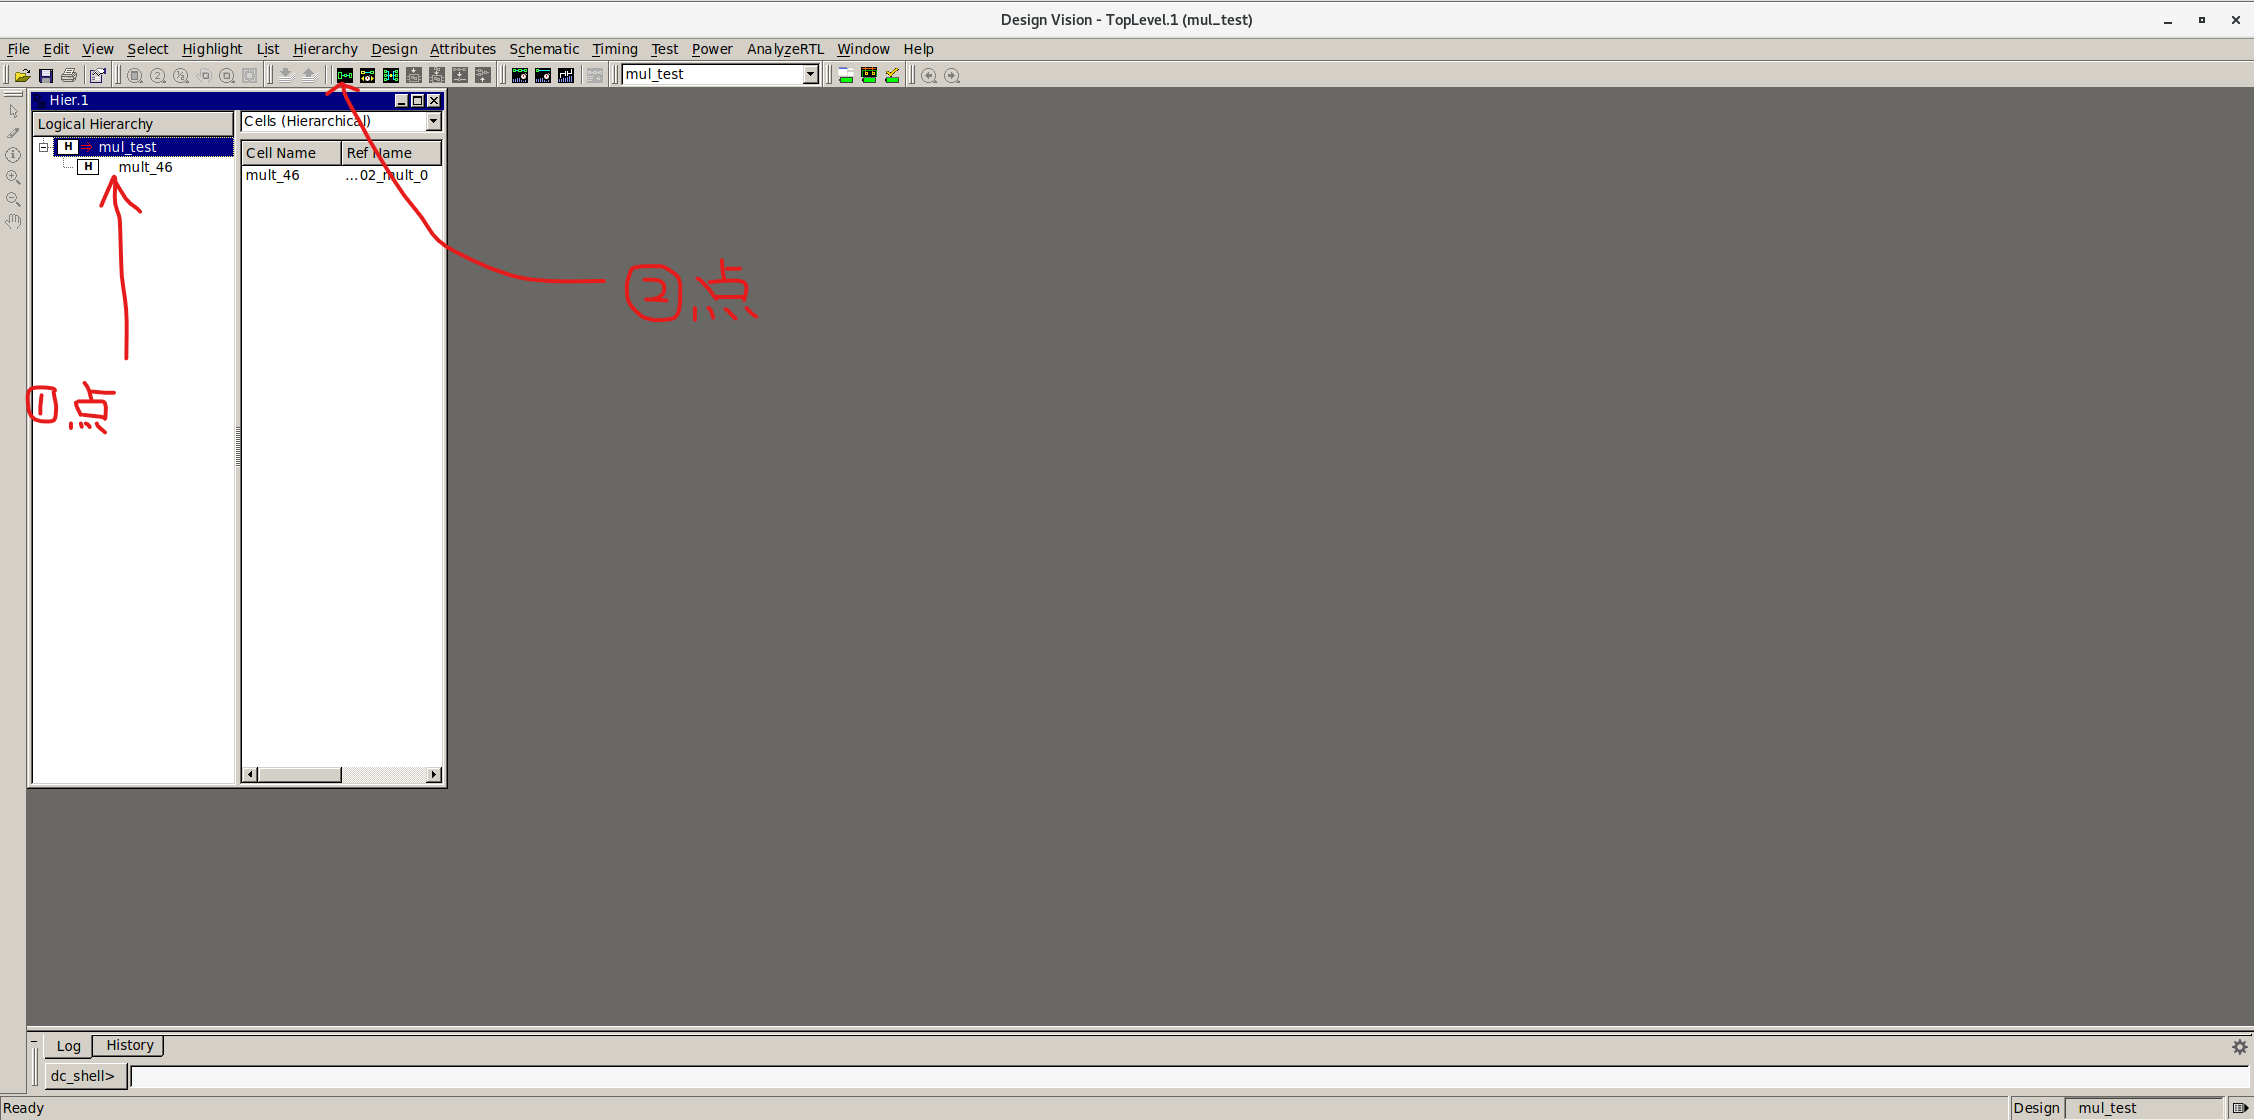 Design Vision - TopLevel.1 (mul_test)
File Edit View Select Highlight List Hierarchy Design Attributes Schematic Timing Test Power AnalyzeRTL Window Help
mul_test
Hier.1
Logical Hierarchy
Cells (Hierarchical)
H mul_test
Cell Name Ref Name
H mult_46
mult_46 ...02_mult_0
②点
①点
Log History
dc_shell>
Ready
Design mul_test